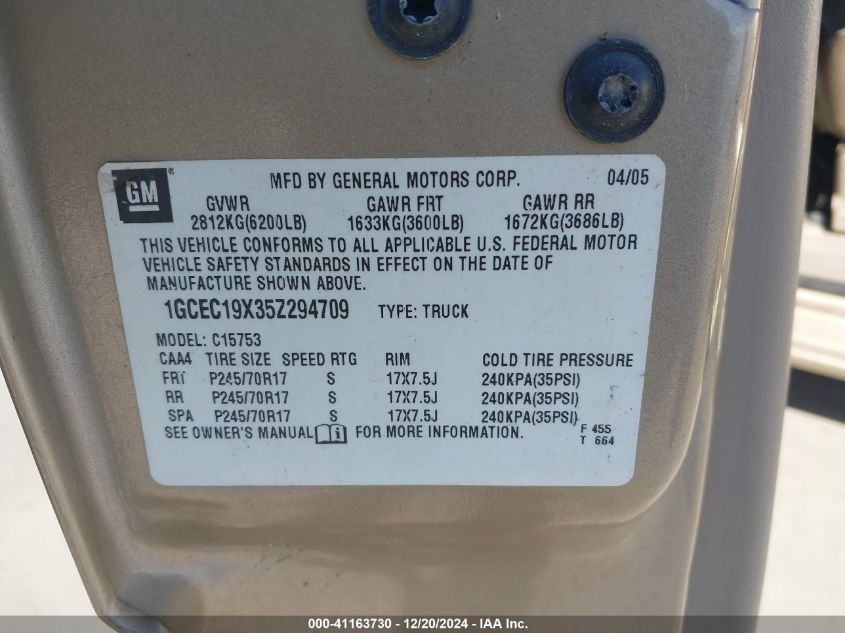 GM ® MFD BY GENERAL MOTORS CORP. 04/05
GVWR GAWR FRT GAWR RR
2812KG(6200LB) 1633KG(3600LB) 1672KG(3686LB)
THIS VEHICLE CONFORMS TO ALL APPLICABLE U.S. FEDERAL MOTOR
VEHICLE SAFETY STANDARDS IN EFFECT ON THE DATE OF
MANUFACTURE SHOWN ABOVE.
1GCEC19X35Z294709 TYPE: TRUCK
MODEL: C15753
CAA4 TIRE SIZE SPEED RTG RIM COLD TIRE PRESSURE
FRT P245/70R17 S 17X7.5J 240KPA(35PSI)
RR P245/70R17 S 17X7.5J 240KPA(35PSI)
SPA P245/70R17 S 17X7.5J 240KPA(35PSI)
SEE OWNER'S MANUAL i FOR MORE INFORMATION. F 455
T 664
000-41163730 - 12/20/2024 - IAA Inc.